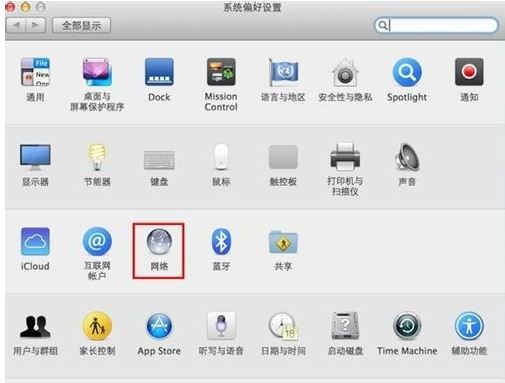 系统偏好设置
全部显示
File
New
通用
桌面与
屏幕保护程序
Dock
Mission
Control
语言与地区
安全性与隐私
Spotlight
通知
显示器
节能器
键盘
鼠标
触控板
打印机与
扫描仪
声音
iCloud
互联网
帐户
网络
蓝牙
共享
用户与群组
家长控制
App Store
听写与语音
18
日期与时间
?
启动磁盘
Time Machine
辅助功能